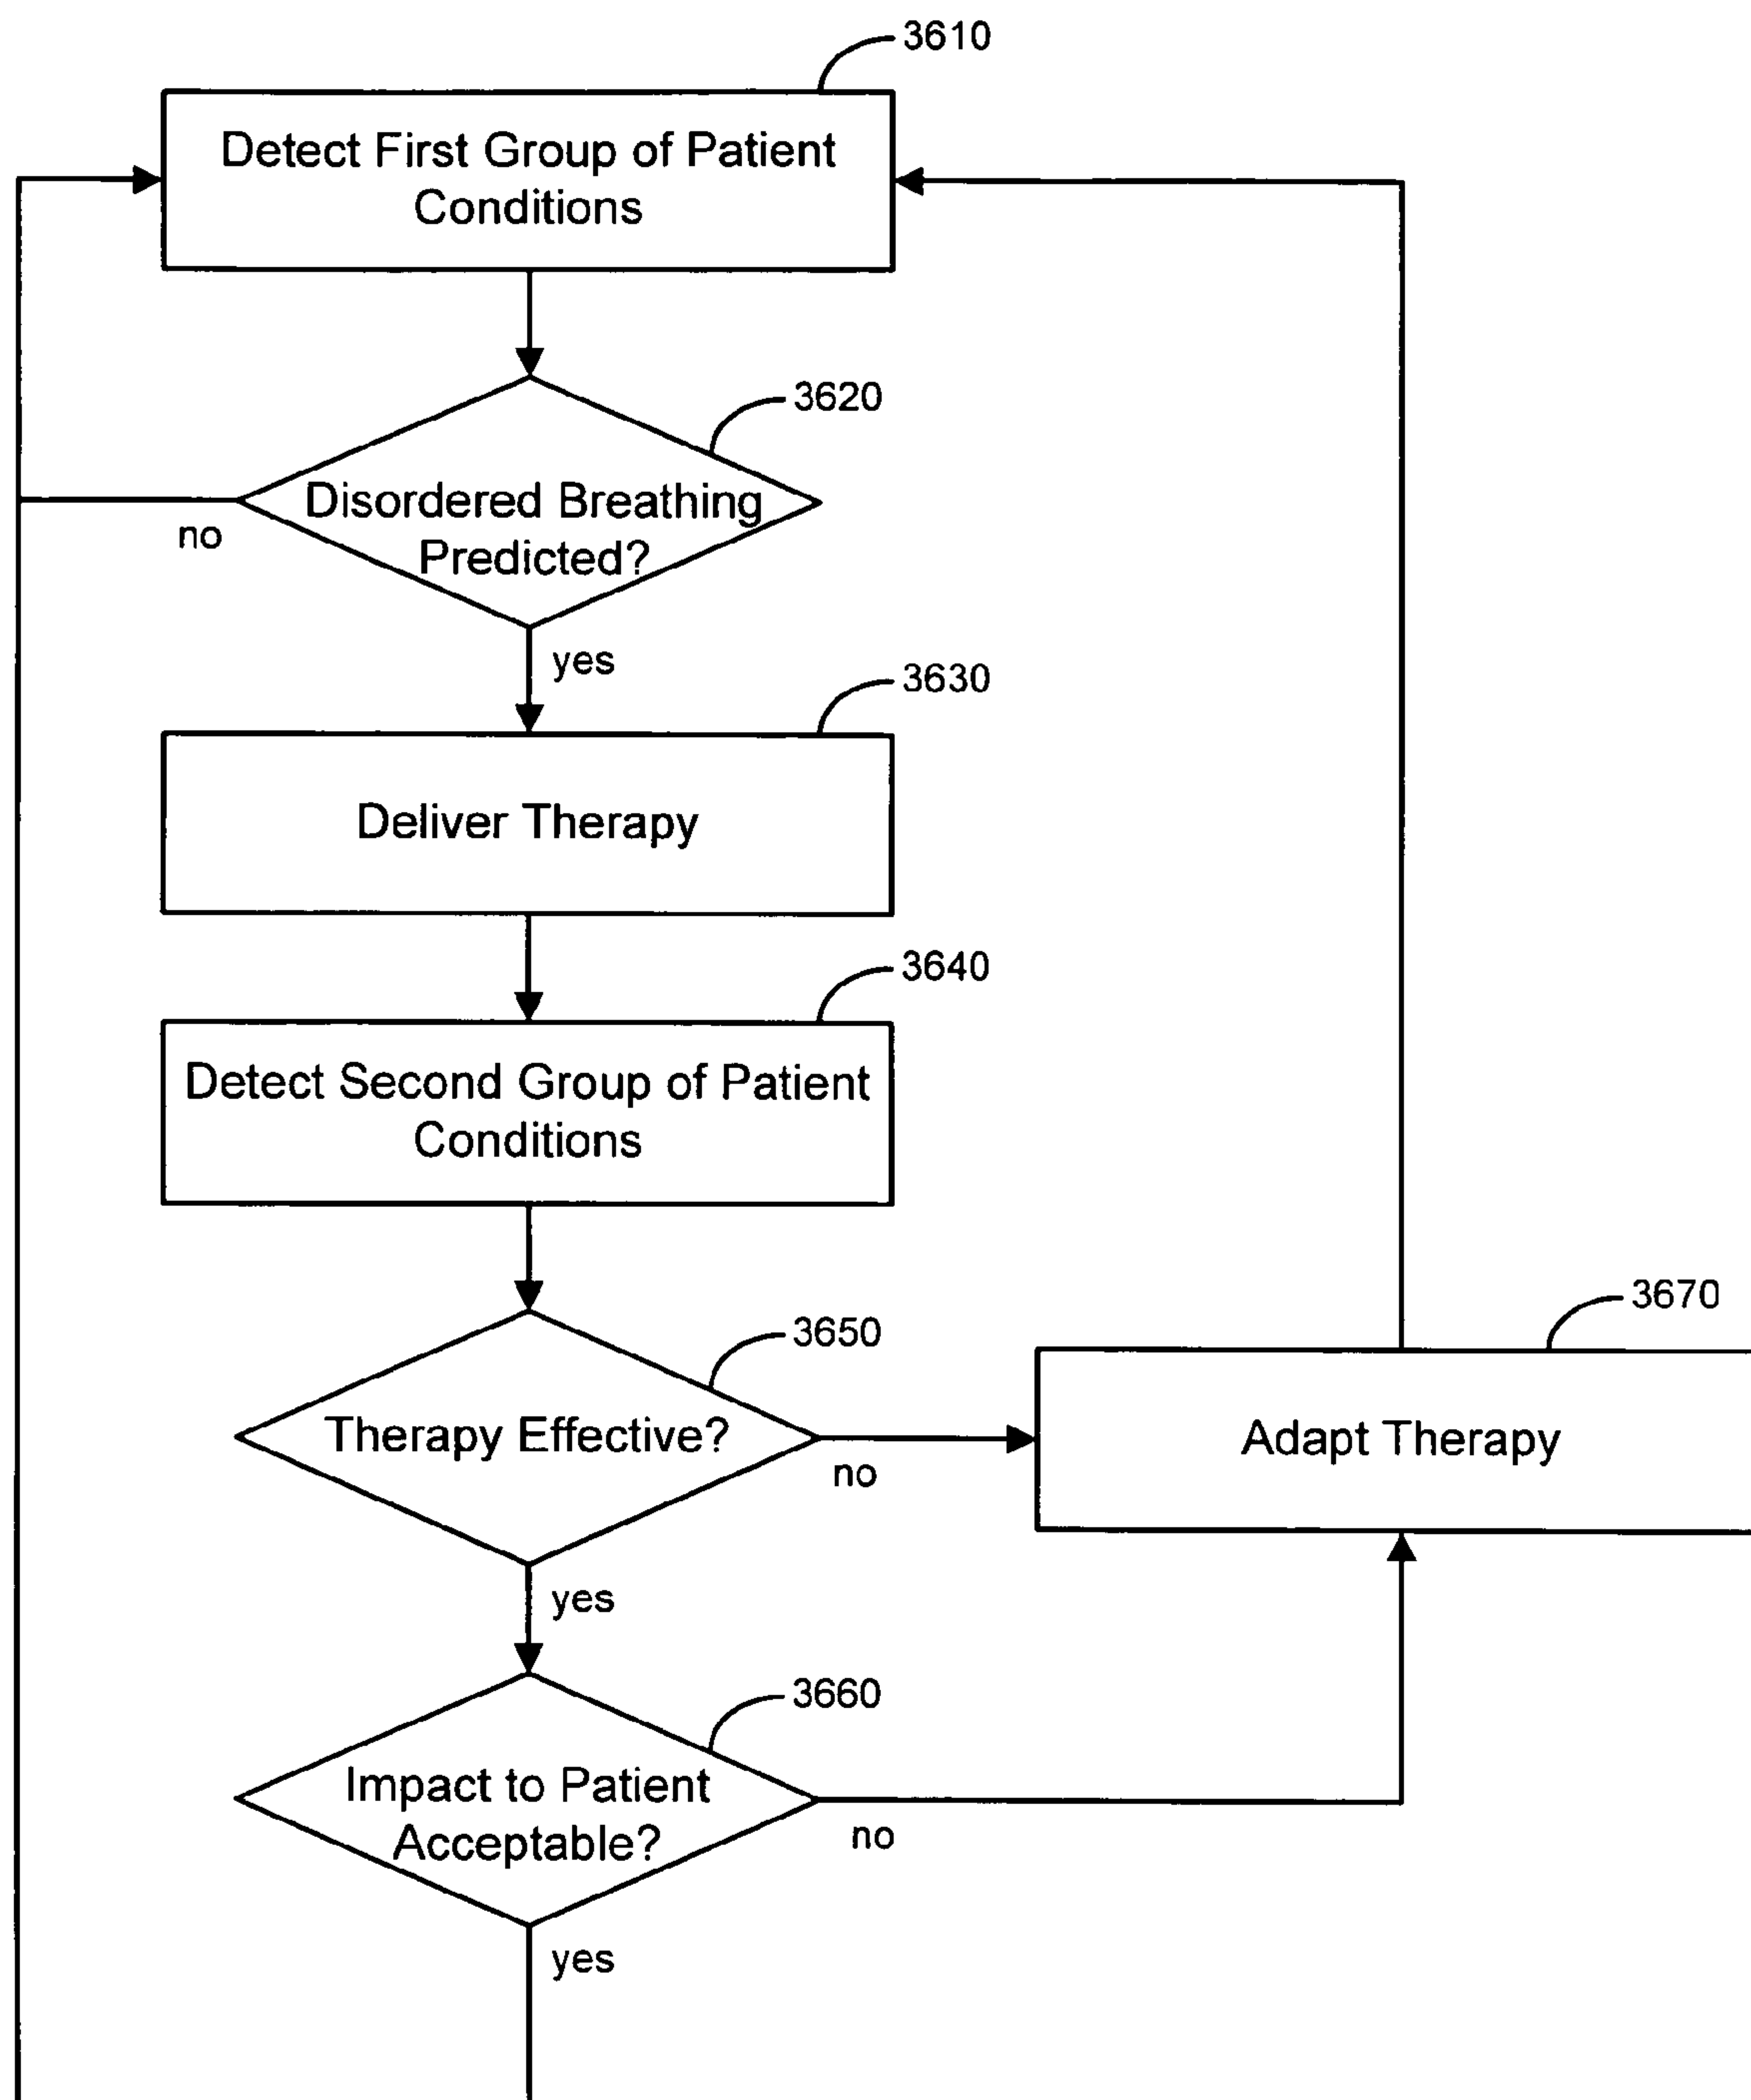 3610
Detect First Group of Patient
Conditions
3620
Disordered Breathing
Predicted?
no
yes
3630
Deliver Therapy
3640
Detect Second Group of Patient
Conditions
3650
Therapy Effective?
no
yes
3670
Adapt Therapy
3660
Impact to Patient
Acceptable?
no
yes